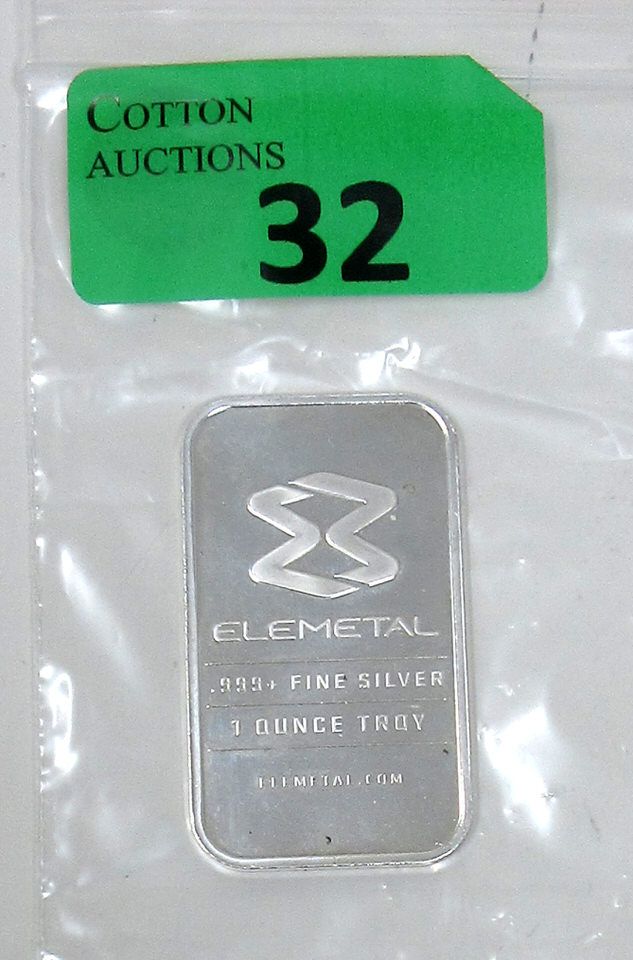 COTTON
AUCTIONS
32
ELEMETAL
.999+ FINE SILVER
1 OUNCE TROY
ELEMETAL.COM